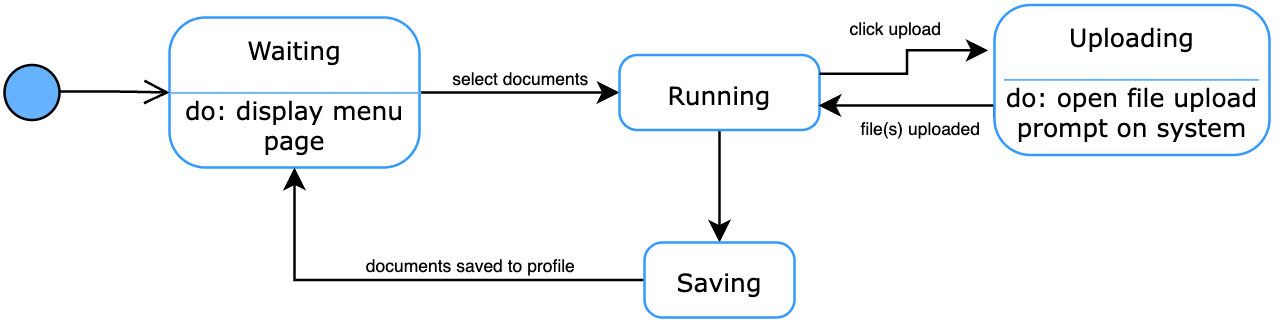 Waiting
do: display menu
page
select documents
Running
click upload
file(s) uploaded
Uploading
do: open file upload
prompt on system
documents saved to profile
Saving